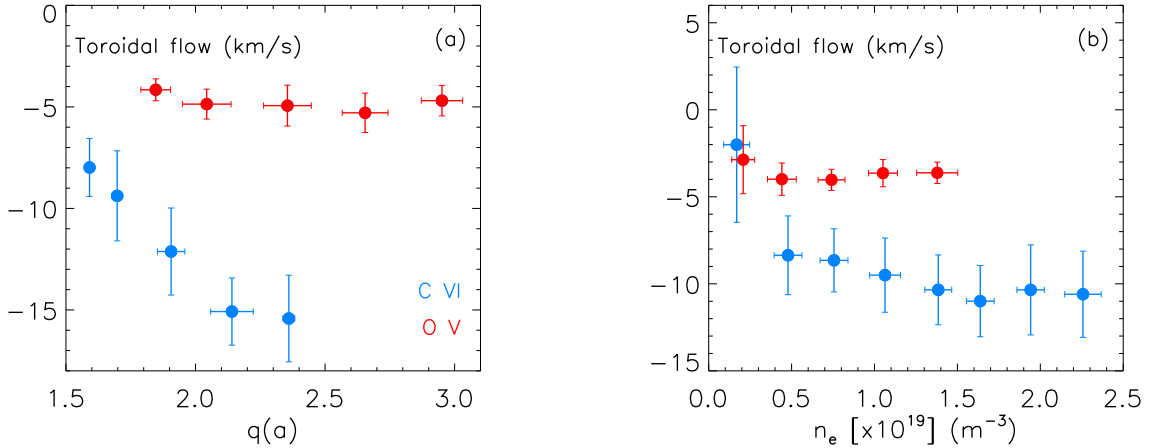 0
Toroidal flow (km/s)
(a)
−5
−10
−15
C VI
O V
1.5
2.0
2.5
3.0
q(a)
5
Toroidal flow (km/s)
(b)
0
−5
−10
−15
0.0
0.5
1.0
1.5
2.0
2.5
n_e [x10^19] (m^−3)